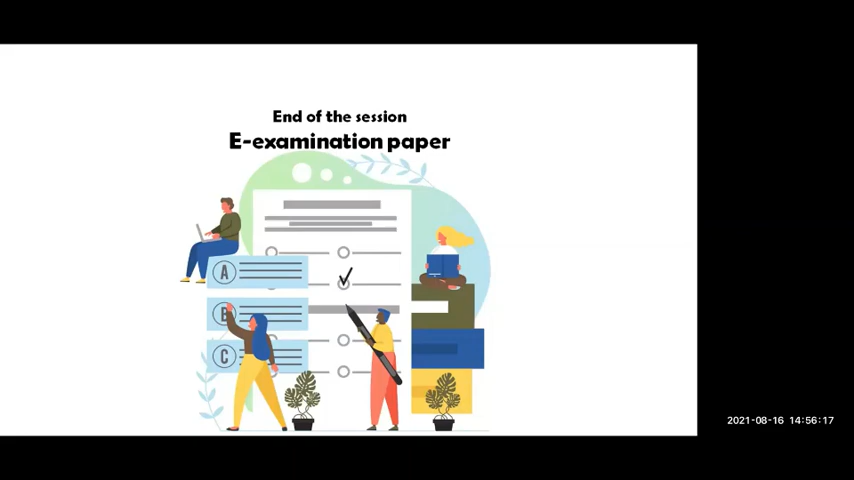 End of the session
E-examination paper
A
B
C
2021-08-16 14:56:17